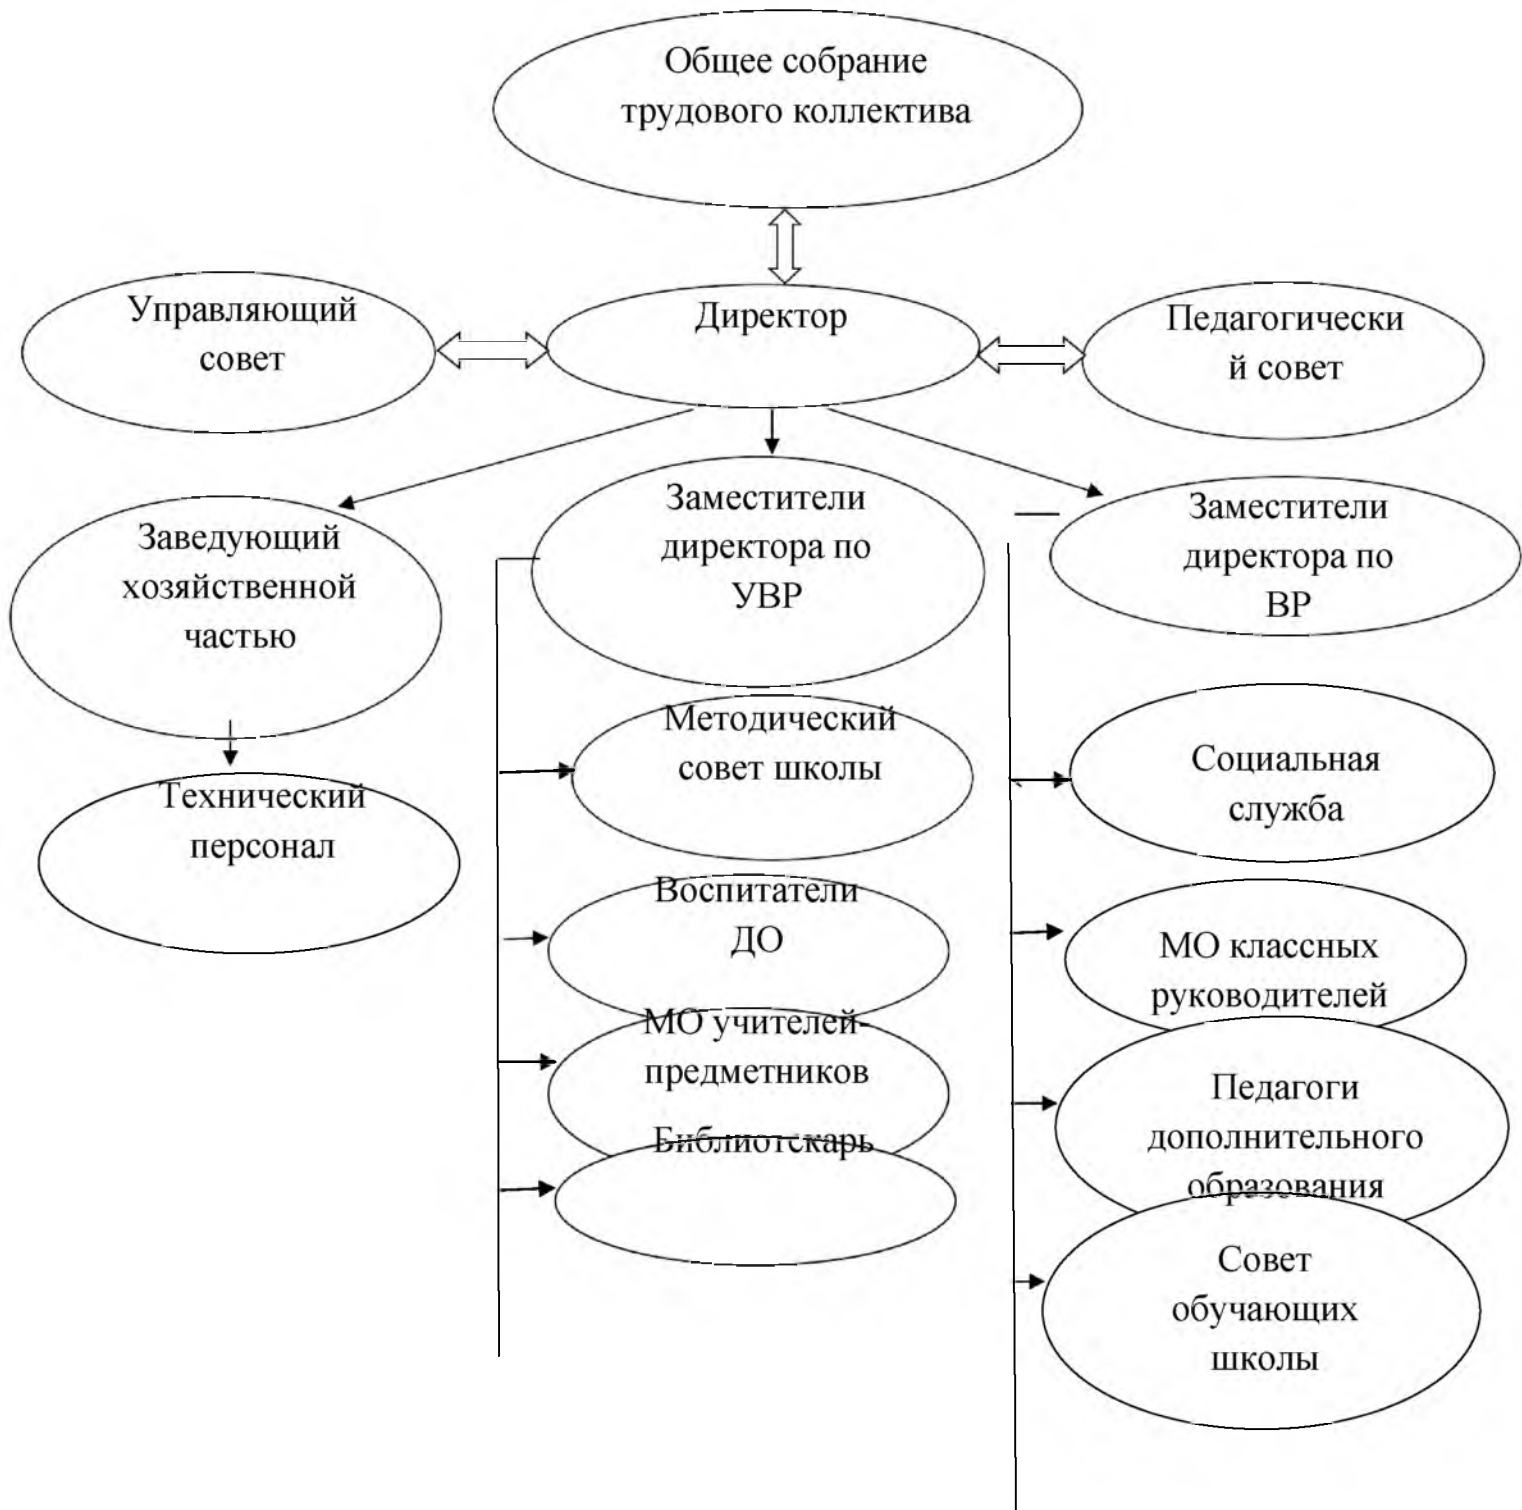 Общее собрание
трудового коллектива
Управляющий
совет
Директор
Педагогически
й совет
Заведующий
хозяйственной
частью
Заместители
директора по
УВР
Заместители
директора по
ВР
Технический
персонал
Методический
совет школы
Воспитатели
ДО
МО учителей-
предметников
Библиотекарь
Социальная
служба
МО классных
руководителей
Педагоги
дополнительного
образования
Совет
обучающих
школы